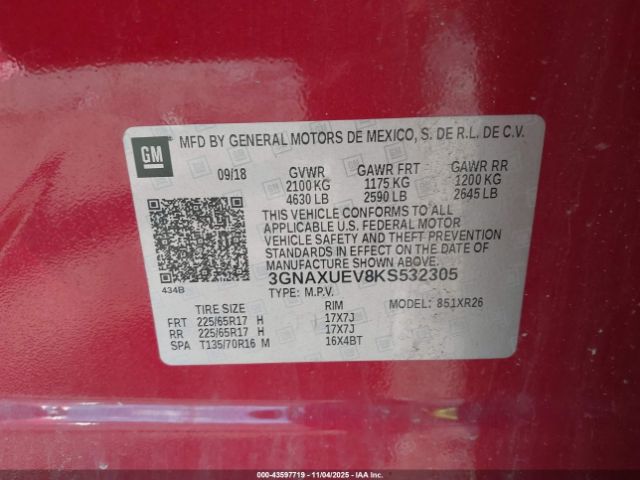 GM
MFD BY GENERAL MOTORS DE MEXICO, S. DE R.L. DE C.V.
09/18 GVWR GAWR FRT GAWR RR
2100 KG 1175 KG 1200 KG
4630 LB 2590 LB 2645 LB
THIS VEHICLE CONFORMS TO ALL
APPLICABLE U.S. FEDERAL MOTOR
VEHICLE SAFETY AND THEFT PREVENTION
STANDARDS IN EFFECT ON THE DATE OF
MANUFACTURE SHOWN ABOVE.
3GNAXUEV8KS532305
434B
TYPE: M.P.V. MODEL: 851XR26
TIRE SIZE RIM
FRT 225/65R17 H 17X7J
RR 225/65R17 H 17X7J
SPA T135/70R16 M 16X4BT
000-43597719 - 11/04/2025 - IAA, INC.